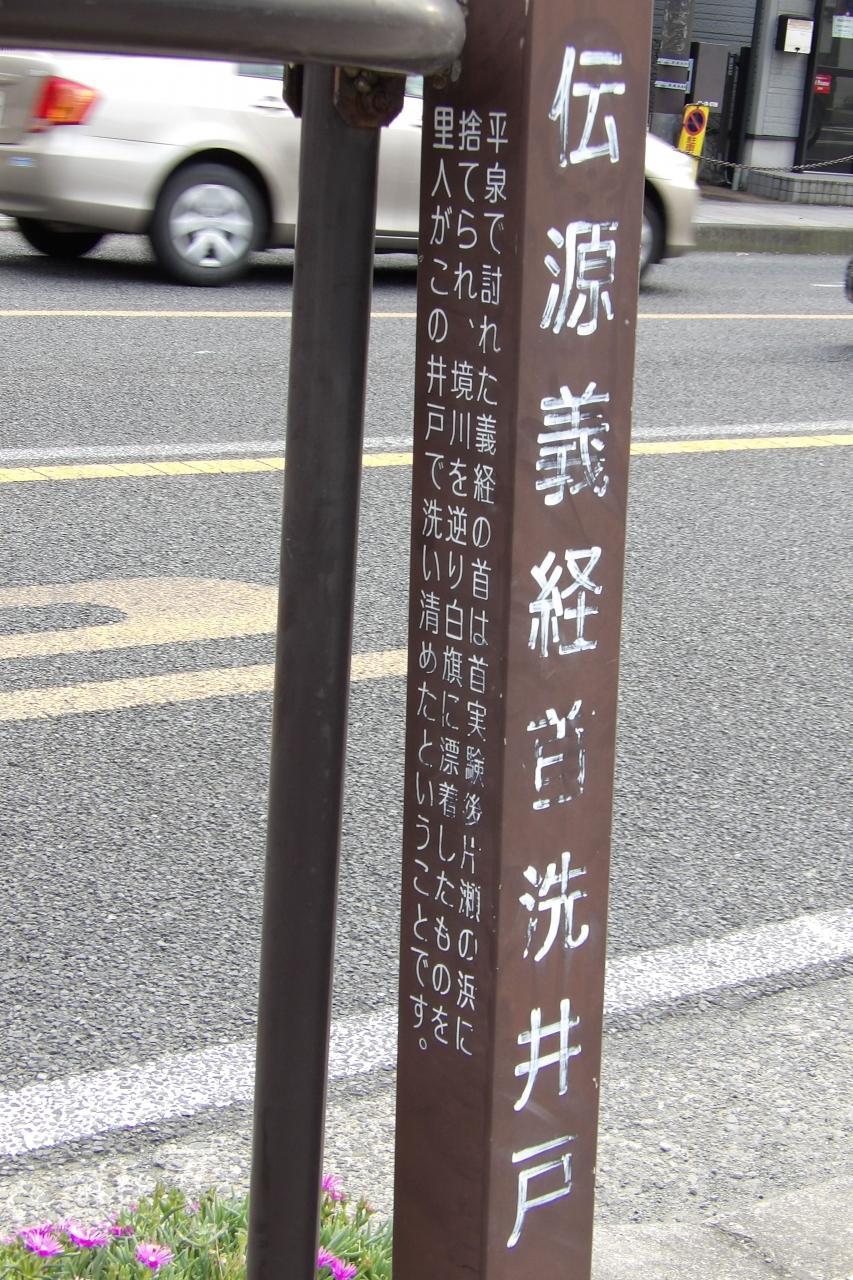 伝源義経首洗井戸
平泉で討れた義経の首は首実験後片瀬の浜に
捨てられ、境川を逆り白旗に漂着したものを
里人がこの井戸で洗い清めたということです。